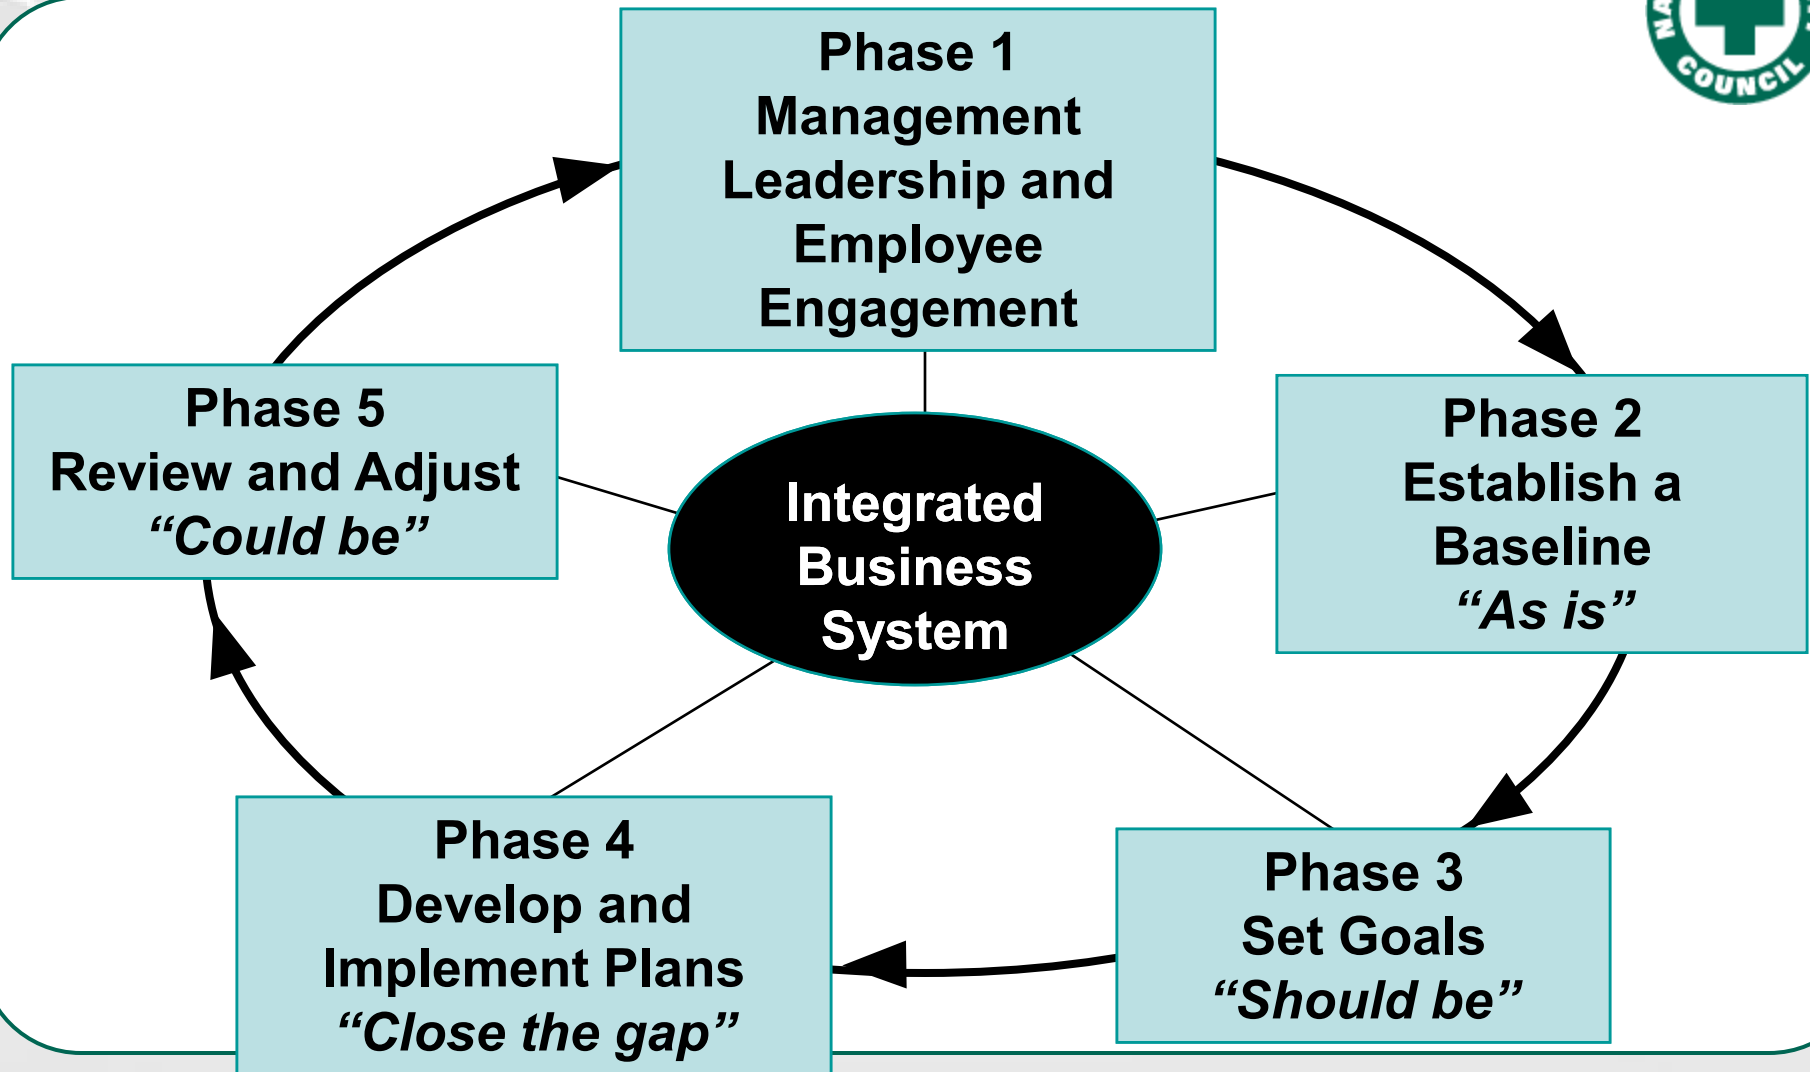 Phase 1
Management
Leadership and
Employee
Engagement
COUNCIL
Phase 5
Review and Adjust
“Could be”
Integrated
Business
System
Phase 2
Establish a
Baseline
“As is”
Phase 4
Develop and
Implement Plans
“Close the gap”
Phase 3
Set Goals
“Should be”